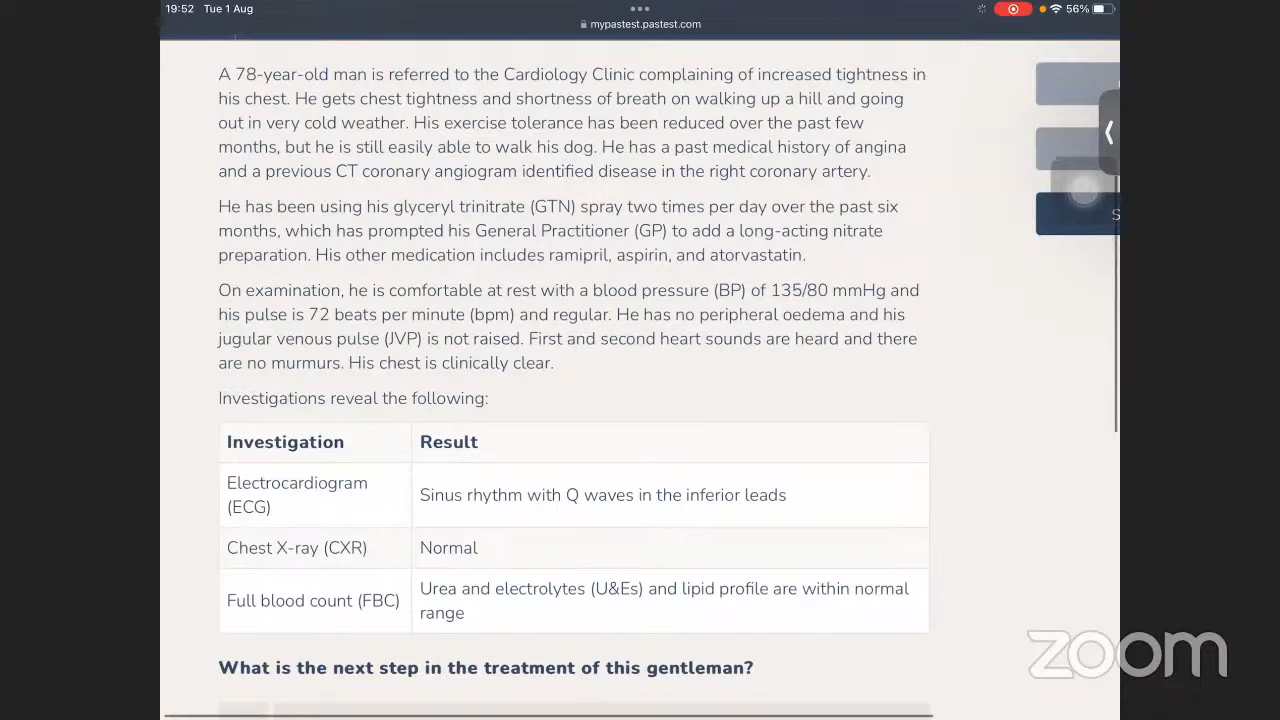 19:52 Tue 1 Aug
56%
mypastest.pastest.com
A 78-year-old man is referred to the Cardiology Clinic complaining of increased tightness in
his chest. He gets chest tightness and shortness of breath on walking up a hill and going
out in very cold weather. His exercise tolerance has been reduced over the past few
months, but he is still easily able to walk his dog. He has a past medical history of angina
and a previous CT coronary angiogram identified disease in the right coronary artery.
He has been using his glyceryl trinitrate (GTN) spray two times per day over the past six
months, which has prompted his General Practitioner (GP) to add a long-acting nitrate
preparation. His other medication includes ramipril, aspirin, and atorvastatin.
On examination, he is comfortable at rest with a blood pressure (BP) of 135/80 mmHg and
his pulse is 72 beats per minute (bpm) and regular. He has no peripheral oedema and his
jugular venous pulse (JVP) is not raised. First and second heart sounds are heard and there
are no murmurs. His chest is clinically clear.
Investigations reveal the following:
Investigation Result
Electrocardiogram
(ECG)
Sinus rhythm with Q waves in the inferior leads
Chest X-ray (CXR) Normal
Full blood count (FBC)
Urea and electrolytes (U&Es) and lipid profile are within normal
range
What is the next step in the treatment of this gentleman?
S
zoom